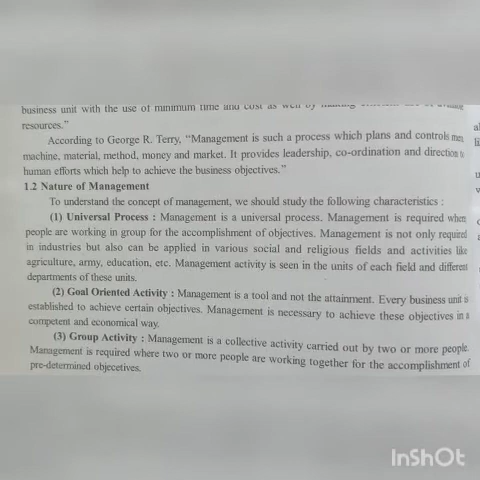 business unit with the use of minimum time and cost as well by making
resources."
According to George R. Terry, "Management is such a process which plans and controls men,
machine, material, method, money and market. It provides leadership, co-ordination and direction to
human efforts which help to achieve the business objectives."
1.2 Nature of Management
To understand the concept of management, we should study the following characteristics :
(1) Universal Process : Management is a universal process. Management is required when
people are working in group for the accomplishment of objectives. Management is not only required
in industries but also can be applied in various social and religious fields and activities like
agriculture, army, education, etc. Management activity is seen in the units of each field and different
departments of these units.
(2) Goal Oriented Activity : Management is a tool and not the attainment. Every business unit is
established to achieve certain objectives. Management is necessary to achieve these objectives in a
competent and economical way.
(3) Group Activity : Management is a collective activity carried out by two or more people.
Management is required where two or more people are working together for the accomplishment of
pre-determined objecetives.
InShOt